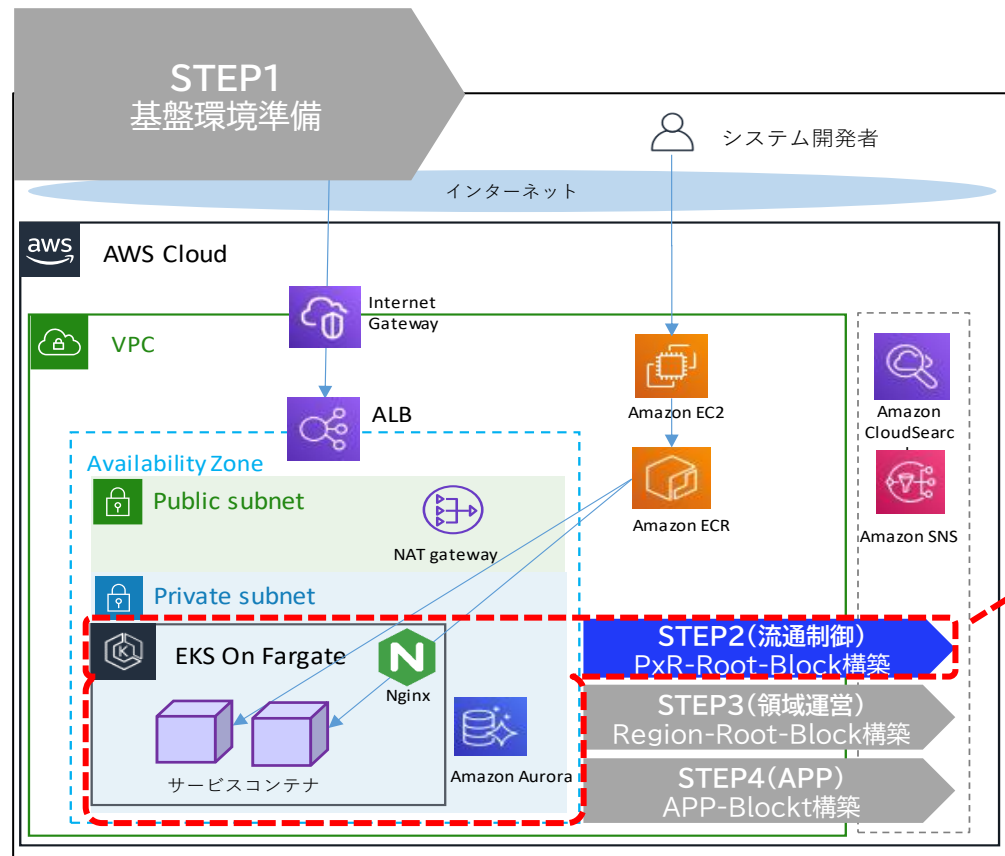 STEP1
基盤環境準備
システム開発者
インターネット
aws
AWS Cloud
Internet
Gateway
VPC
ALB
Amazon EC2
Amazon
CloudSearc
Availability Zone
Public subnet
NAT gateway
Amazon ECR
Amazon SNS
Private subnet
EKS On Fargate
Nginx
サービスコンテナ
Amazon Aurora
STEP2(流通制御)
PxR-Root-Block構築
STEP3(領域運営)
Region-Root-Block構築
STEP4(APP)
APP-Blockt構築